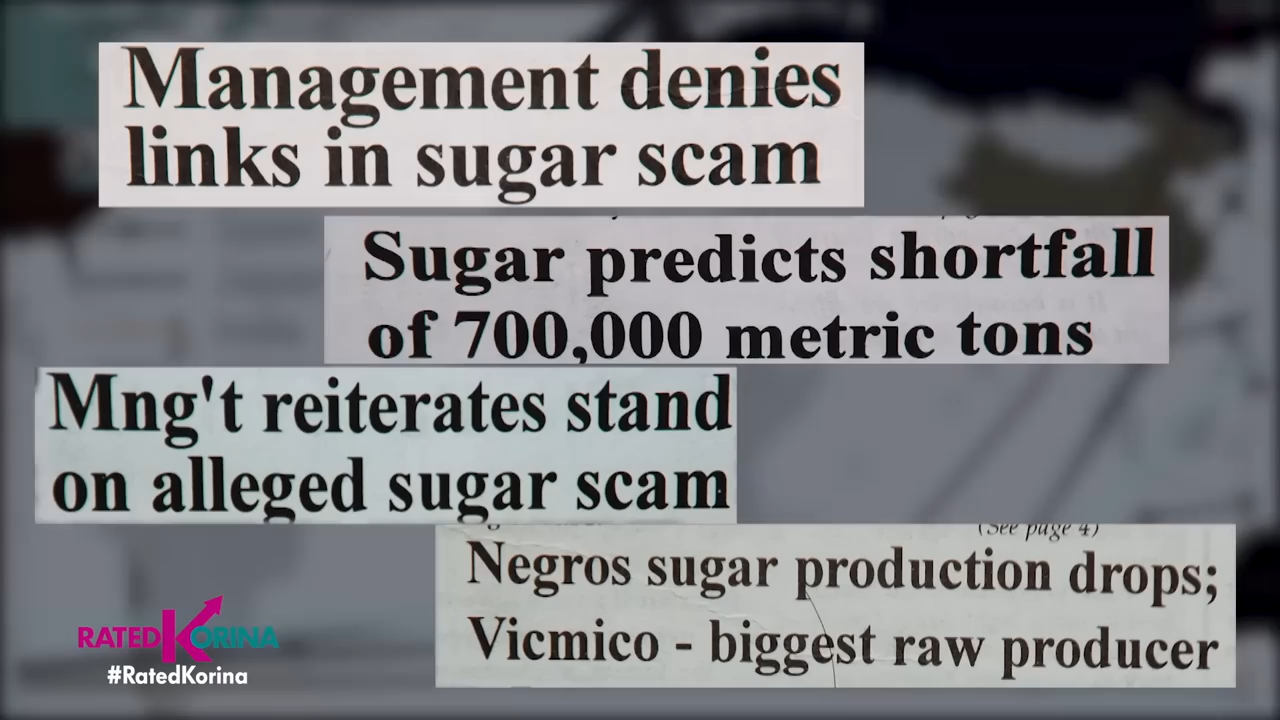 Management denies
links in sugar scam
Sugar predicts shortfall
of 700,000 metric tons
Mng't reiterates stand
on alleged sugar scam
(See page 4)
Negros sugar production drops;
Vicmico - biggest raw producer
RATED KORINA
#RatedKorina